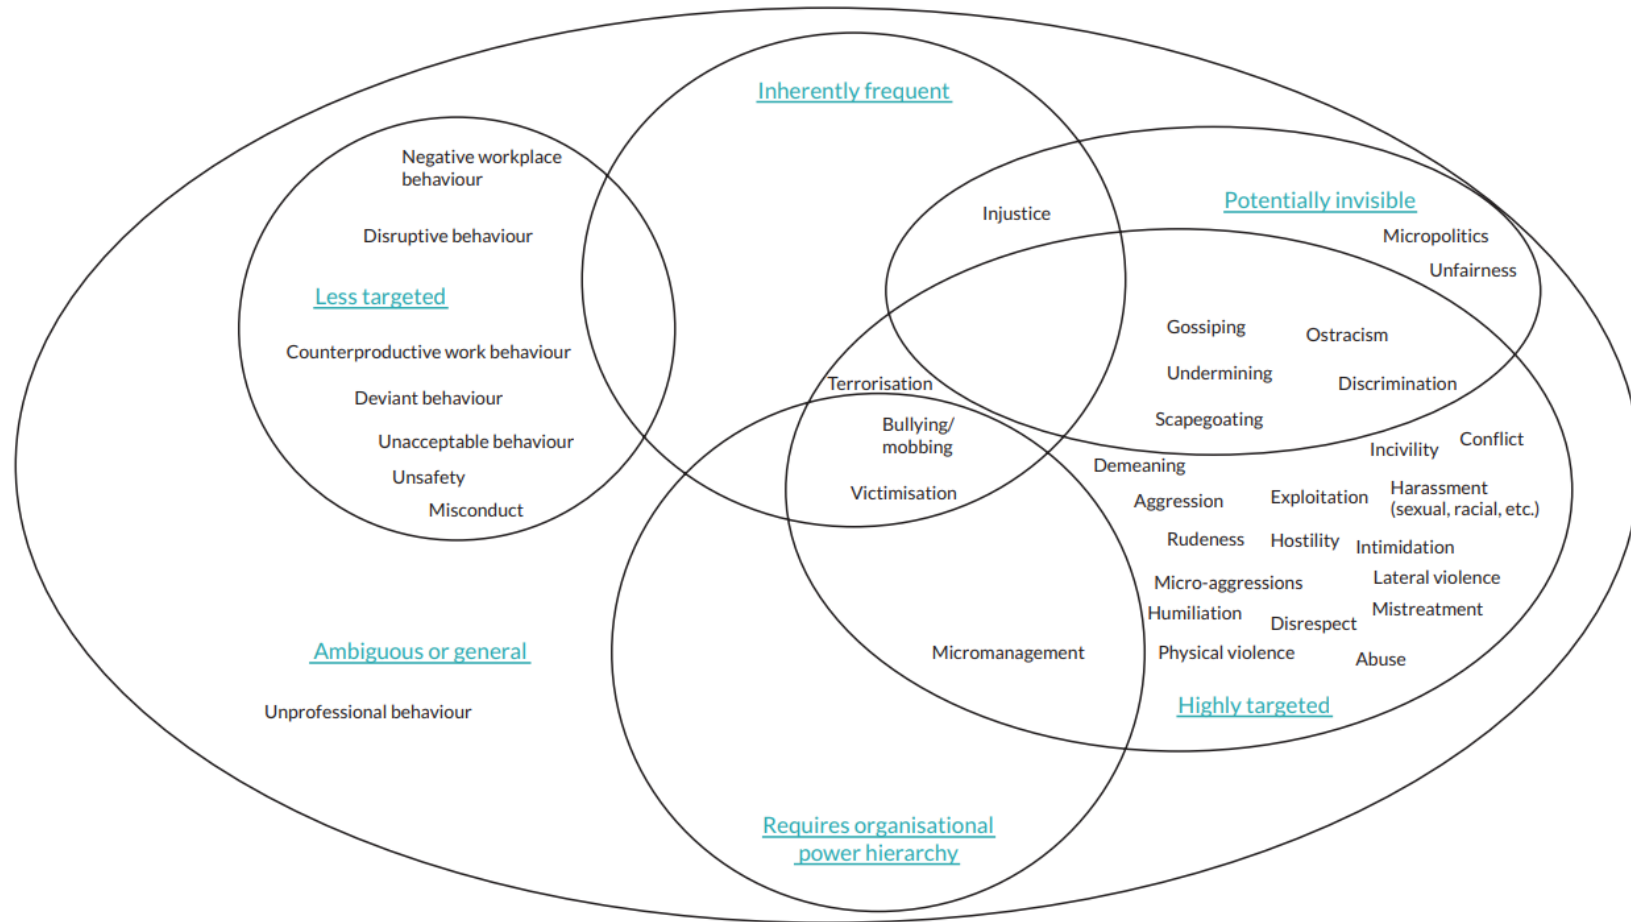 Inherently frequent
Negative workplace
behaviour
Disruptive behaviour
Less targeted
Counterproductive work behaviour
Deviant behaviour
Unacceptable behaviour
Unsafety
Misconduct
Injustice
Potentially invisible
Micropolitics
Unfairness
Gossiping
Ostracism
Undermining
Discrimination
Scapegoating
Terrorisation
Bullying/
mobbing
Victimisation
Incivility
Conflict
Demeaning
Aggression
Exploitation
Harassment
(sexual, racial, etc.)
Rudeness
Hostility
Intimidation
Micro-aggressions
Lateral violence
Humiliation
Disrespect
Mistreatment
Micromanagement
Physical violence
Abuse
Highly targeted
Ambiguous or general
Unprofessional behaviour
Requires organisational
power hierarchy